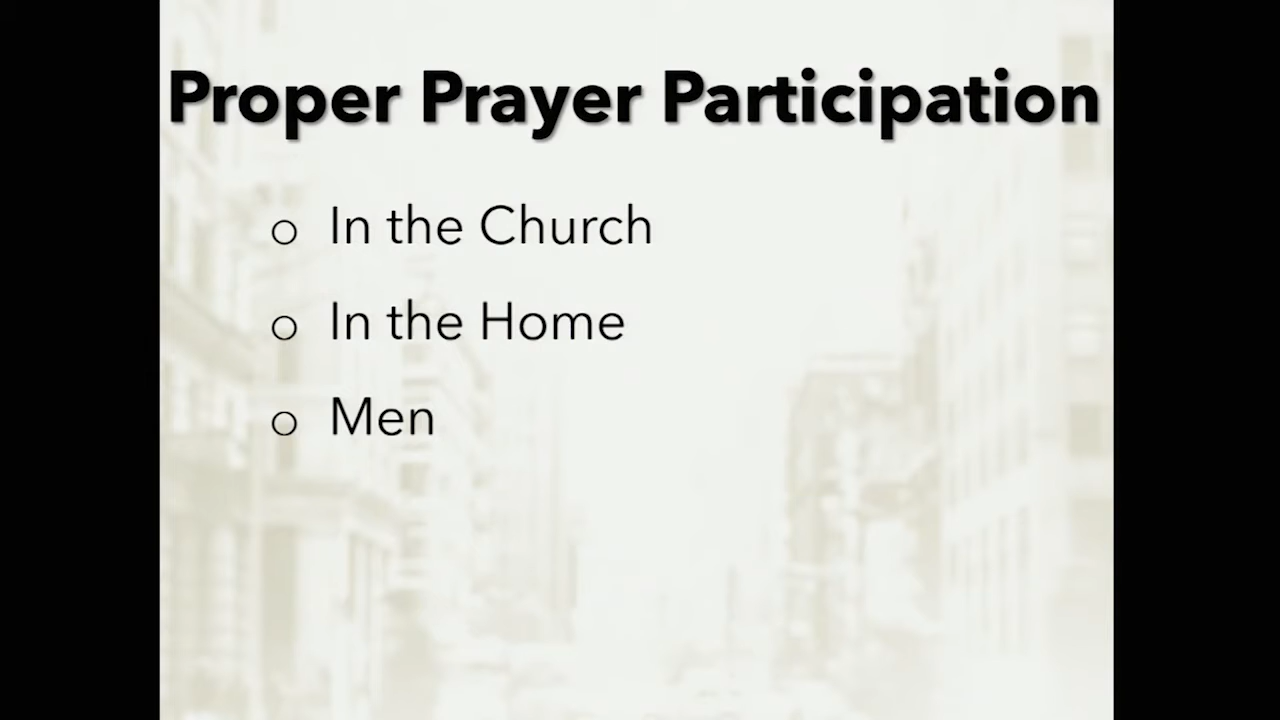 Proper Prayer Participation
o In the Church
o In the Home
o Men